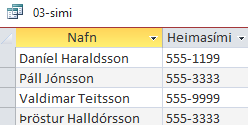 03-simi
Nafn Heimasími
Daníel Haraldsson 555-1199
Páll Jónsson 555-3333
Valdimar Teitsson 555-9999
Þröstur Halldórsson 555-3333